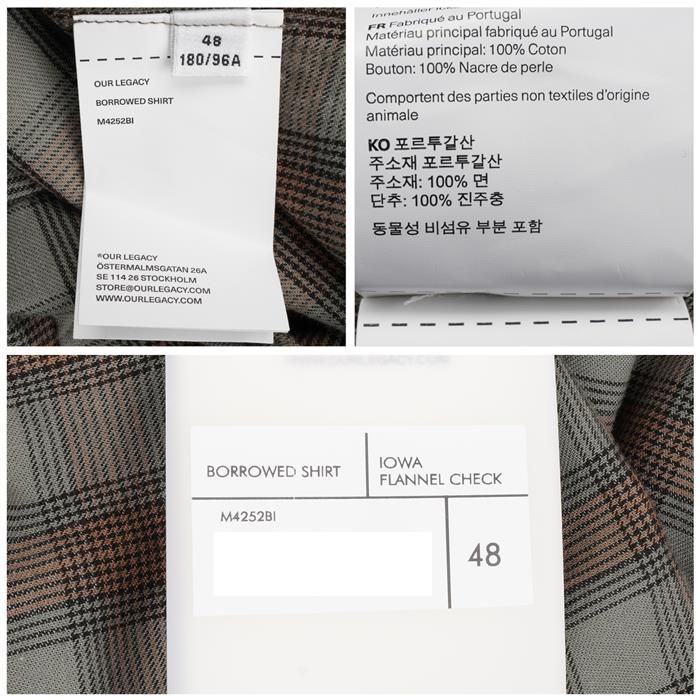 48
180/96A
OUR LEGACY
BORROWED SHIRT
M4252BI
®OUR LEGACY
ÖSTERMALMSGATAN 26A
SE 114 26 STOCKHOLM
STORE@OURLEGACY.COM
WWW.OURLEGACY.COM
FR Fabriqué au Portugal
Matériau principal fabriqué au Portugal
Matériau principal: 100% Coton
Bouton: 100% Nacre de perle
Comportent des parties non textiles d'origine
animale
KO 포르투갈산
주소재 포르투갈산
주소재: 100% 면
단추: 100% 진주층
동물성 비섬유 부분 포함
BORROWED SHIRT
IOWA
FLANNEL CHECK
M4252BI
48